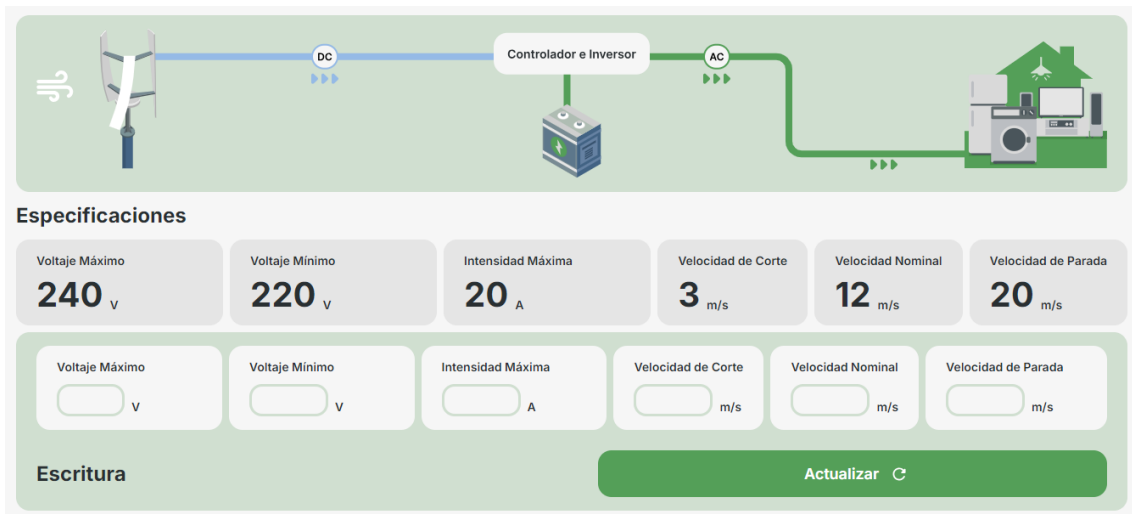 DC
Controlador e Inversor
AC
Especificaciones
Voltaje Máximo
240 V
Voltaje Mínimo
220 V
Intensidad Máxima
20 A
Velocidad de Corte
3 m/s
Velocidad Nominal
12 m/s
Velocidad de Parada
20 m/s
Voltaje Máximo
V
Voltaje Mínimo
V
Intensidad Máxima
A
Velocidad de Corte
m/s
Velocidad Nominal
m/s
Velocidad de Parada
m/s
Escritura
Actualizar